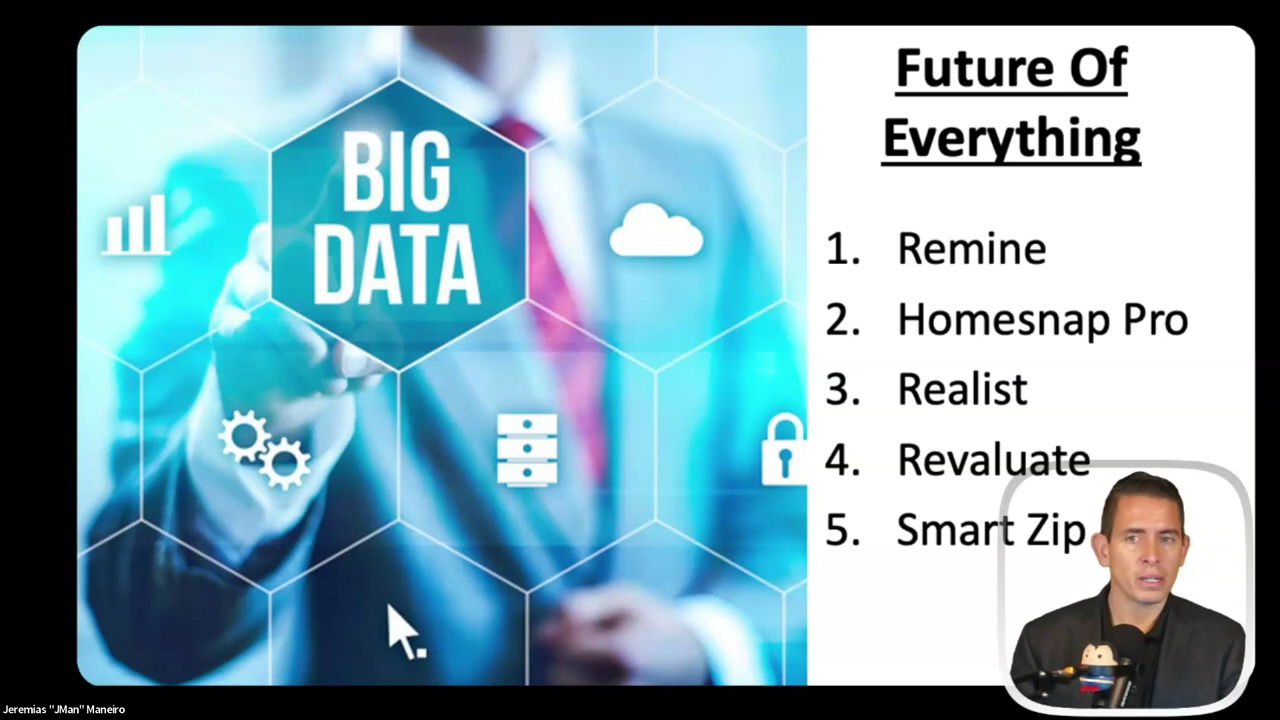 BIG
DATA
Future Of
Everything
1. Remine
2. Homesnap Pro
3. Realist
4. Revaluate
5. Smart Zip
Jeremias "JMan" Maneiro